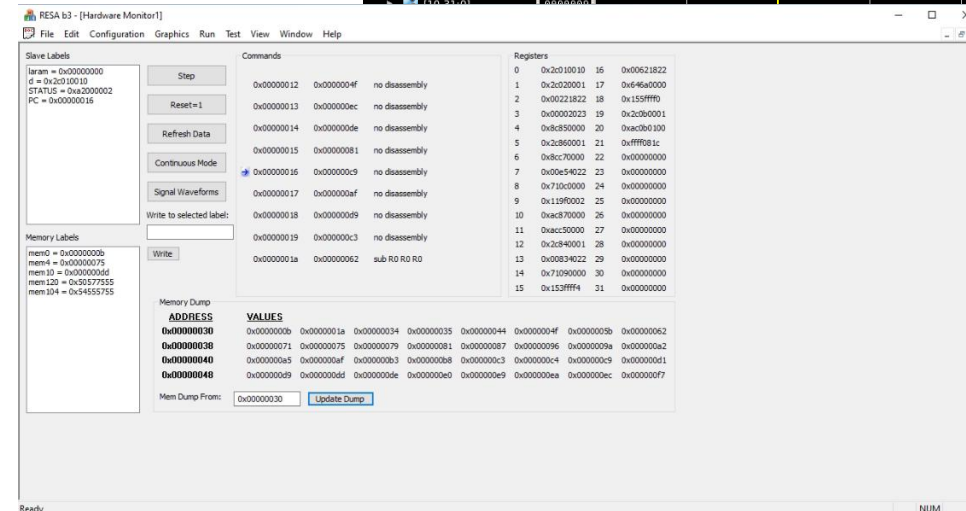 [10.31:0] 0000009
RESA b3 - [Hardware Monitor1]
File Edit Configuration Graphics Run Test View Window Help
Slave Labels
laram = 0x00000000
d = 0x2c010010
STATUS = 0xa2000002
PC = 0x00000016
Step
Reset=1
Refresh Data
Continuous Mode
Signal Waveforms
Write to selected label:
Write
Memory Labels
mem0 = 0x0000000b
mem4 = 0x00000075
mem10 = 0x000000dd
mem120 = 0x50577555
mem104 = 0x54555755
Commands
0x00000012 0x0000004f no disassembly
0x00000013 0x000000ec no disassembly
0x00000014 0x000000de no disassembly
0x00000015 0x00000081 no disassembly
0x00000016 0x000000c9 no disassembly
0x00000017 0x000000af no disassembly
0x00000018 0x000000d9 no disassembly
0x00000019 0x000000c3 no disassembly
0x0000001a 0x00000062 sub R0 R0 R0
Registers
0 0x2c010010 16 0x00621822
1 0x2c020001 17 0x646a0000
2 0x00221822 18 0x155ffff0
3 0x00002023 19 0x2c0b0001
4 0x8c850000 20 0xac0b0100
5 0x2c860001 21 0xffff081c
6 0x8cc70000 22 0x00000000
7 0x00e54022 23 0x00000000
8 0x710c0000 24 0x00000000
9 0x119f0002 25 0x00000000
10 0xac870000 26 0x00000000
11 0xacc50000 27 0x00000000
12 0x2c840001 28 0x00000000
13 0x00834022 29 0x00000000
14 0x71090000 30 0x00000000
15 0x153ffff4 31 0x00000000
Memory Dump
ADDRESS VALUES
0x00000030 0x0000000b 0x0000001a 0x00000034 0x00000035 0x00000044 0x0000004f 0x0000005b 0x00000062
0x00000038 0x00000071 0x00000075 0x00000079 0x00000081 0x00000087 0x00000096 0x0000009a 0x000000a2
0x00000040 0x000000a5 0x000000af 0x000000b3 0x000000b8 0x000000c3 0x000000c4 0x000000c9 0x000000d1
0x00000048 0x000000d9 0x000000dd 0x000000de 0x000000e0 0x000000e9 0x000000ea 0x000000ec 0x000000f7
Mem Dump From: 0x00000030 Update Dump
Ready NUM